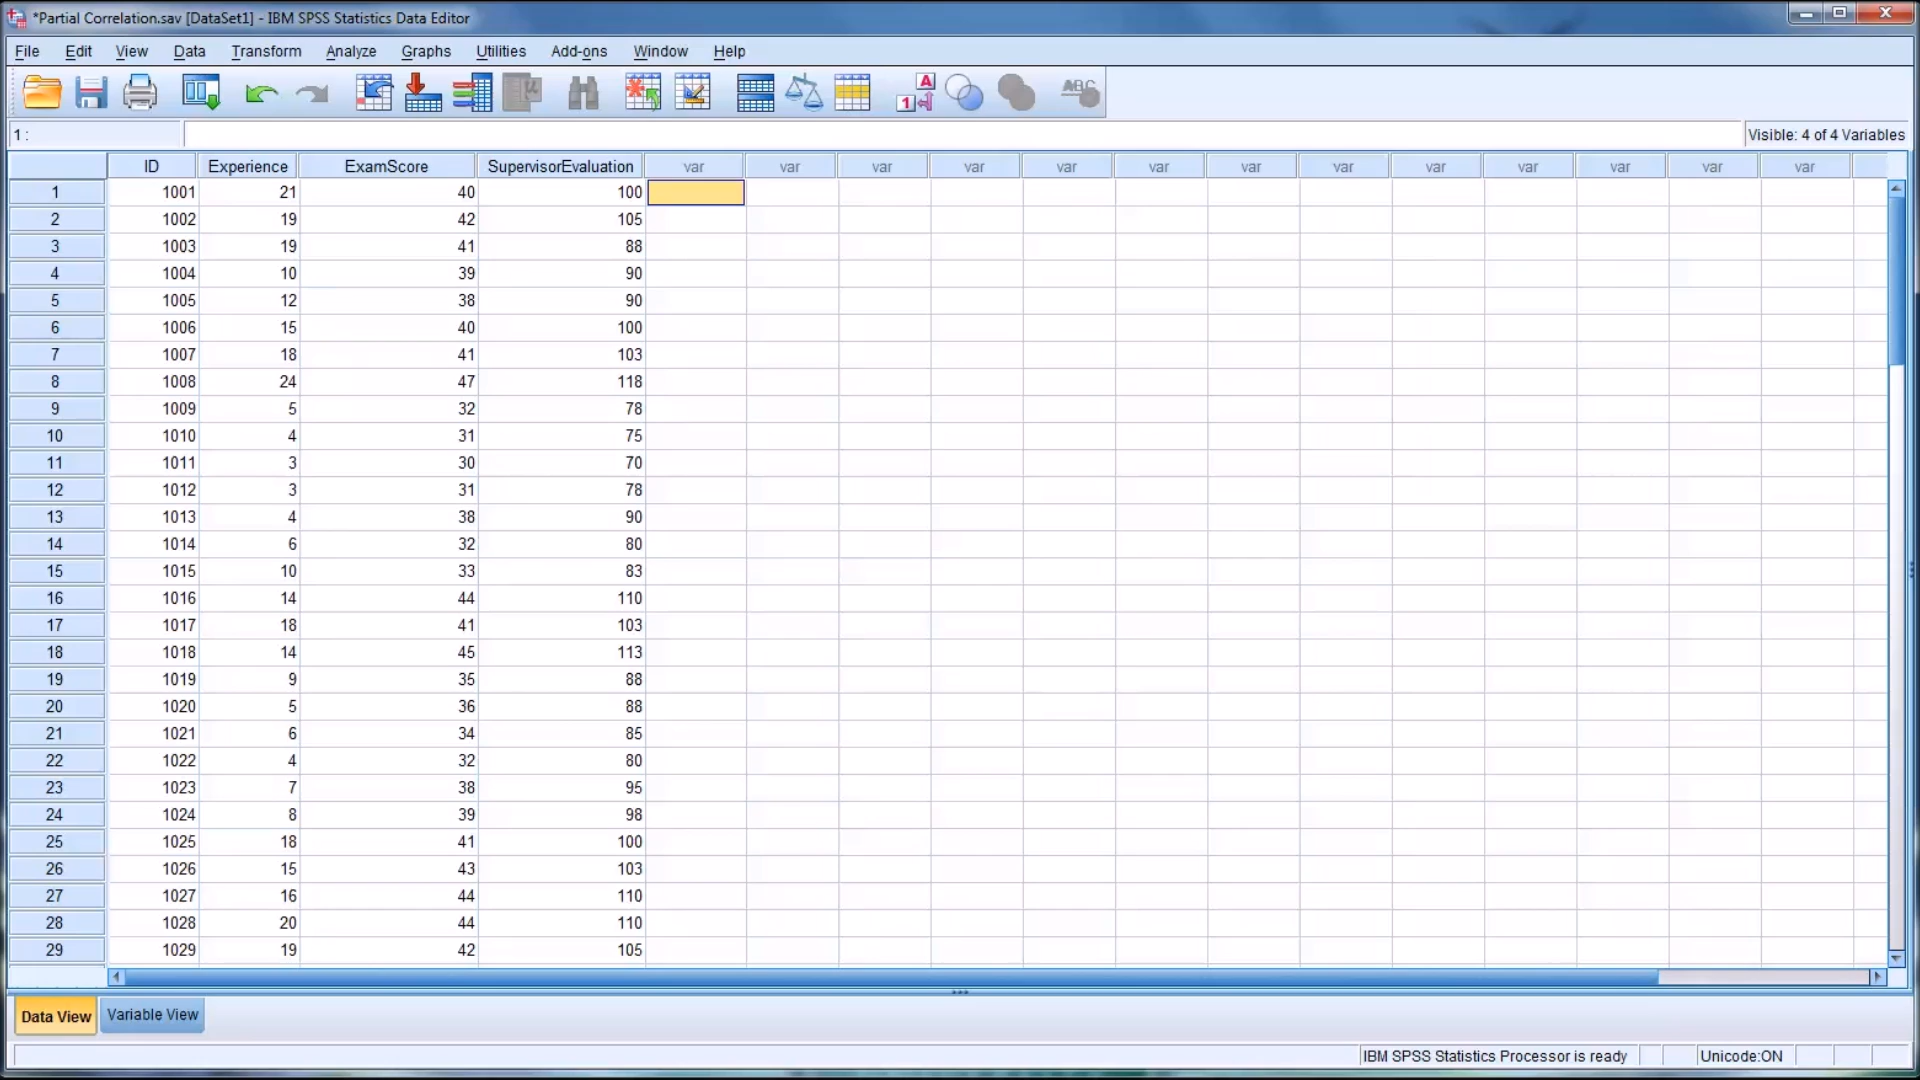 *Partial Correlation.sav [DataSet1] - IBM SPSS Statistics Data Editor
File Edit View Data Transform Analyze Graphs Utilities Add-ons Window Help
A
1
ABC
1 : Visible: 4 of 4 Variables
ID Experience ExamScore SupervisorEvaluation var var var var var var var var var var var var var
1 1001 21 40 100
2 1002 19 42 105
3 1003 19 41 88
4 1004 10 39 90
5 1005 12 38 90
6 1006 15 40 100
7 1007 18 41 103
8 1008 24 47 118
9 1009 5 32 78
10 1010 4 31 75
11 1011 3 30 70
12 1012 3 31 78
13 1013 4 38 90
14 1014 6 32 80
15 1015 10 33 83
16 1016 14 44 110
17 1017 18 41 103
18 1018 14 45 113
19 1019 9 35 88
20 1020 5 36 88
21 1021 6 34 85
22 1022 4 32 80
23 1023 7 38 95
24 1024 8 39 98
25 1025 18 41 100
26 1026 15 43 103
27 1027 16 44 110
28 1028 20 44 110
29 1029 19 42 105
Data View Variable View
IBM SPSS Statistics Processor is ready Unicode:ON